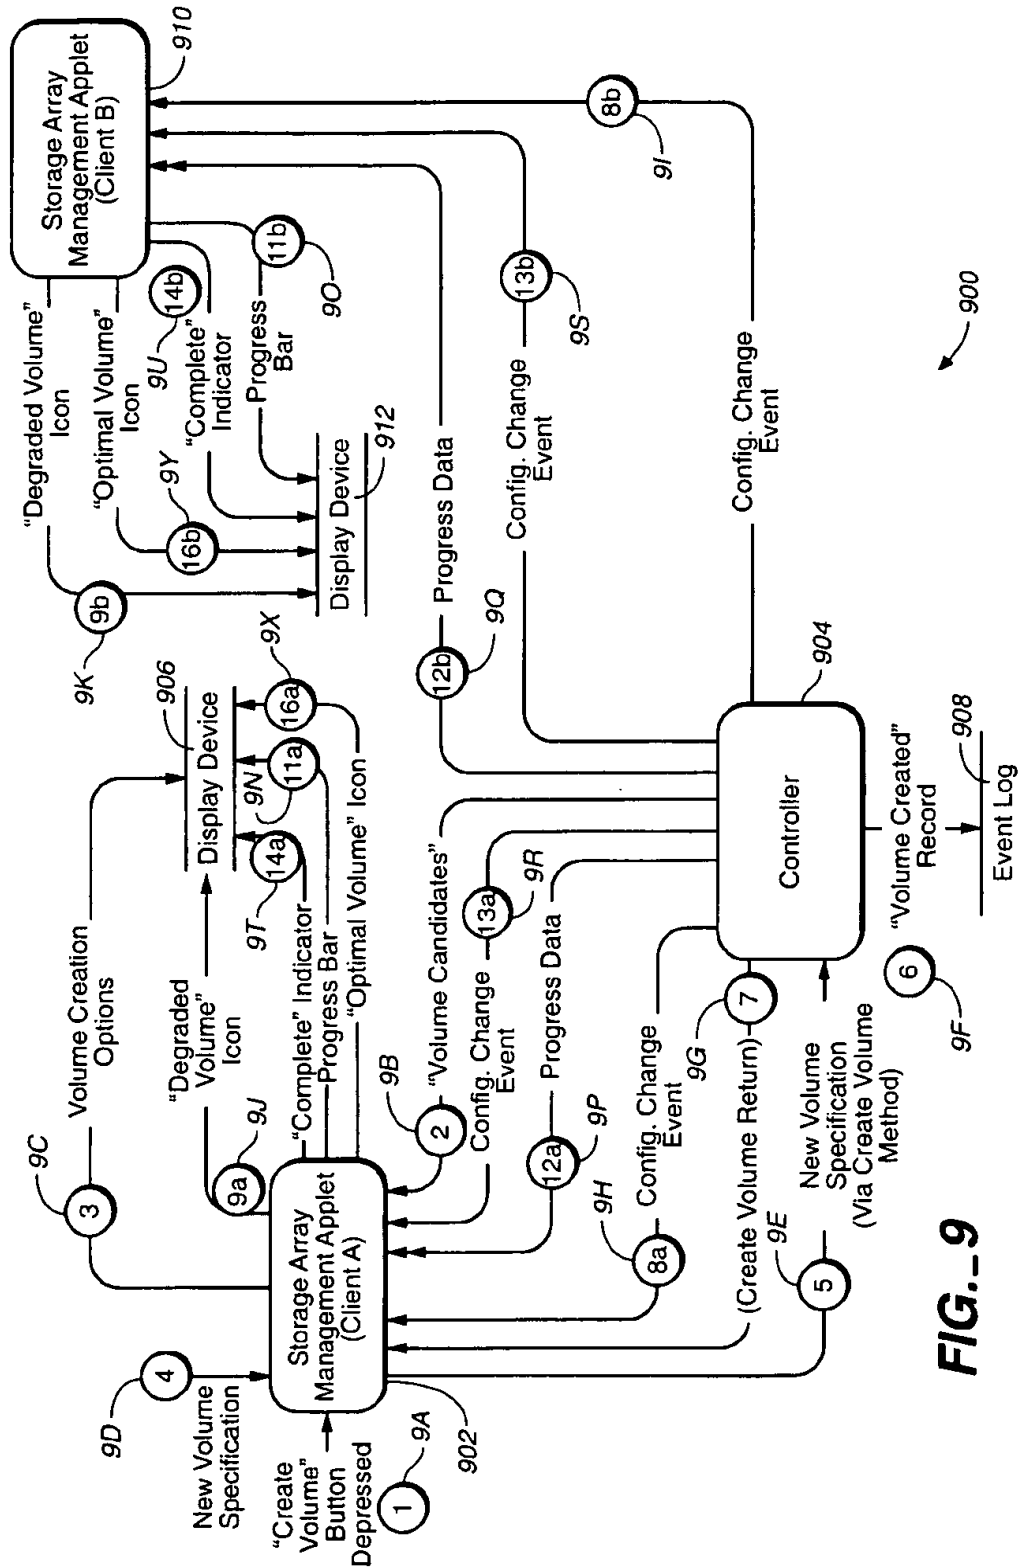 9D
4
New Volume
Specification
"Create
Volume"
Button
Depressed
1
9A
902
Storage Array
Management Applet
(Client A)
9C
3
Volume Creation
Options
9J
9a
"Degraded
Volume"
Icon
906
Display Device
9T
14a
"Complete" Indicator
9N
11a
Progress Bar
9X
16a
"Optimal Volume" Icon
9B
2
"Volume Candidates"
Config. Change
Event
13a
9R
12a
9P
Progress Data
9H
8a
Config. Change
Event
9G
7
(Create Volume Return)
9E
5
New Volume
Specification
(Via Create Volume
Method)
Controller
904
6
9F
"Volume Created"
Record
908
Event Log
12b
9Q
Progress Data
Config. Change
Event
13b
9S
Config. Change
Event
8b
9I
Storage Array
Management Applet
(Client B)
910
"Degraded Volume"
Icon
9b
9K
"Optimal Volume"
Icon
16b
9Y
9U
14b
"Complete"
Indicator
11b
9O
Progress
Bar
Display Device
912
900
FIG._9